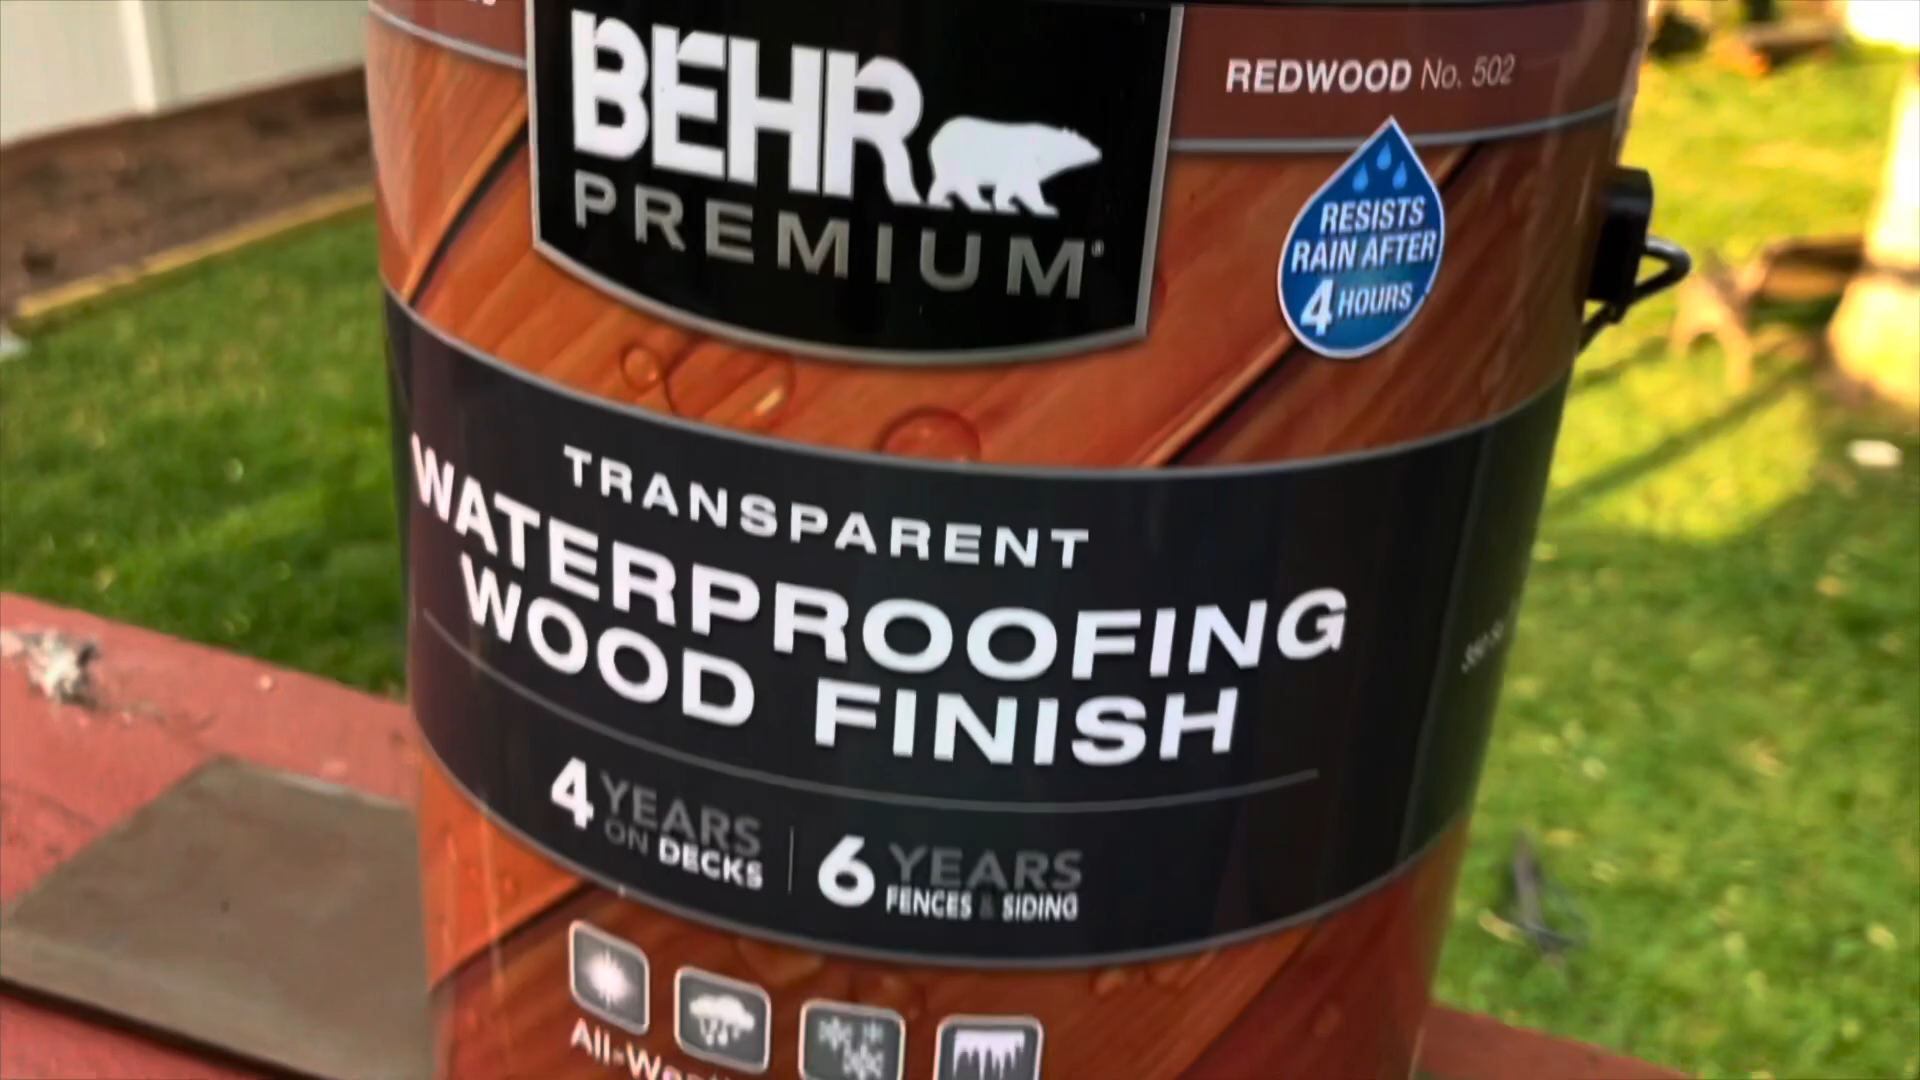 BEHR
PREMIUM®
REDWOOD No. 502
RESISTS
RAIN AFTER
4 HOURS
TRANSPARENT
WATERPROOFING
WOOD FINISH
4 YEARS
ON DECKS
6 YEARS
FENCES & SIDING